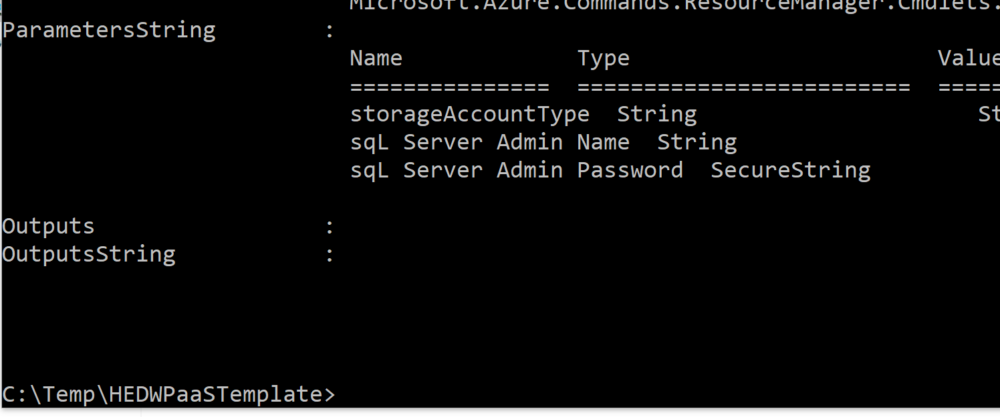 Microsoft.Azure.Commands.ResourceManager.Cmdlets.
ParametersString :
Name Type Value
=============== ========================= =====
storageAccountType String St
sqL Server Admin Name String
sqL Server Admin Password SecureString
Outputs :
OutputsString :
C:\Temp\HEDWPaaSTemplate>